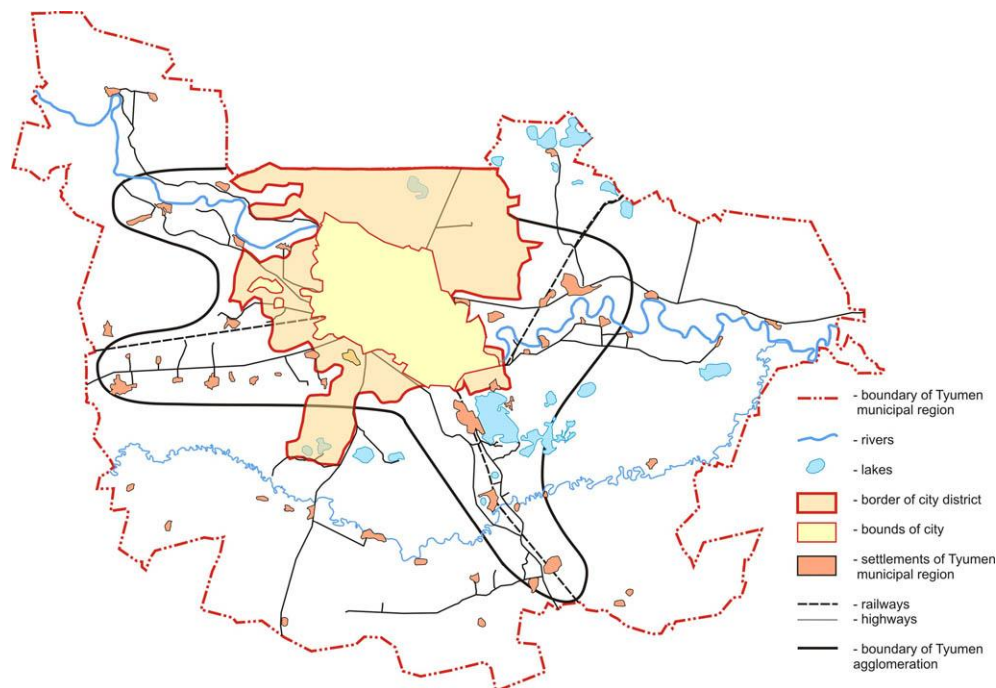 - boundary of Tyumen
municipal region
- rivers
- lakes
- border of city district
- bounds of city
- settlements of Tyumen
municipal region
- railways
- highways
- boundary of Tyumen
agglomeration